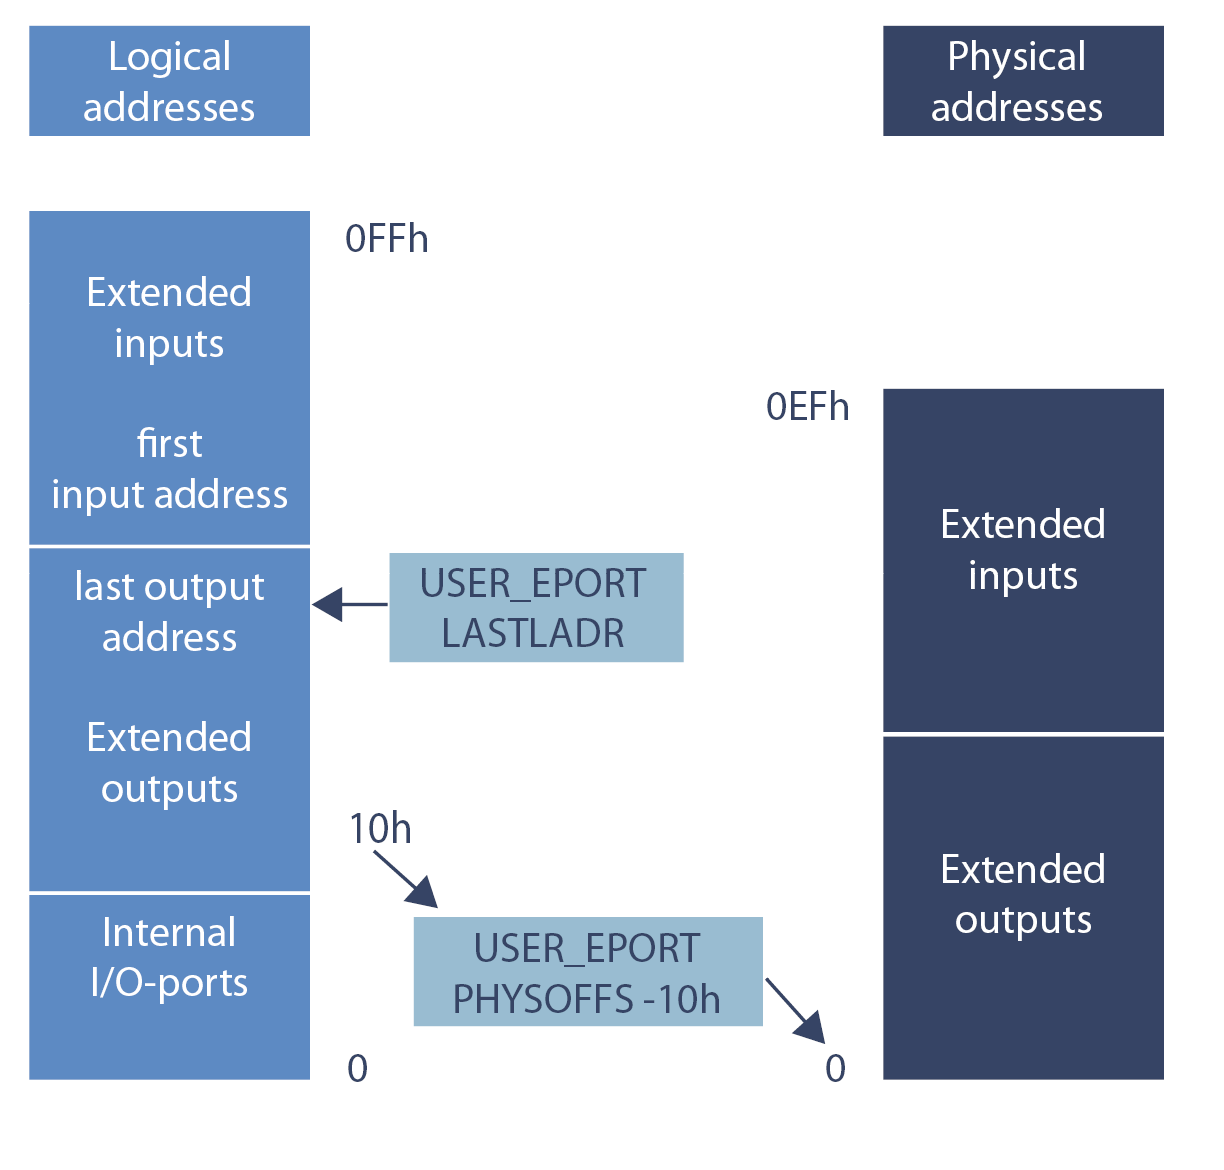 Logical
addresses
Physical
addresses
0FFh
Extended
inputs
first
input address
0EFh
Extended
inputs
last output
address
USER_EPORT
LASTLADR
Extended
outputs
10h
Extended
outputs
Internal
I/O-ports
USER_EPORT
PHYSOFFS -10h
0
0